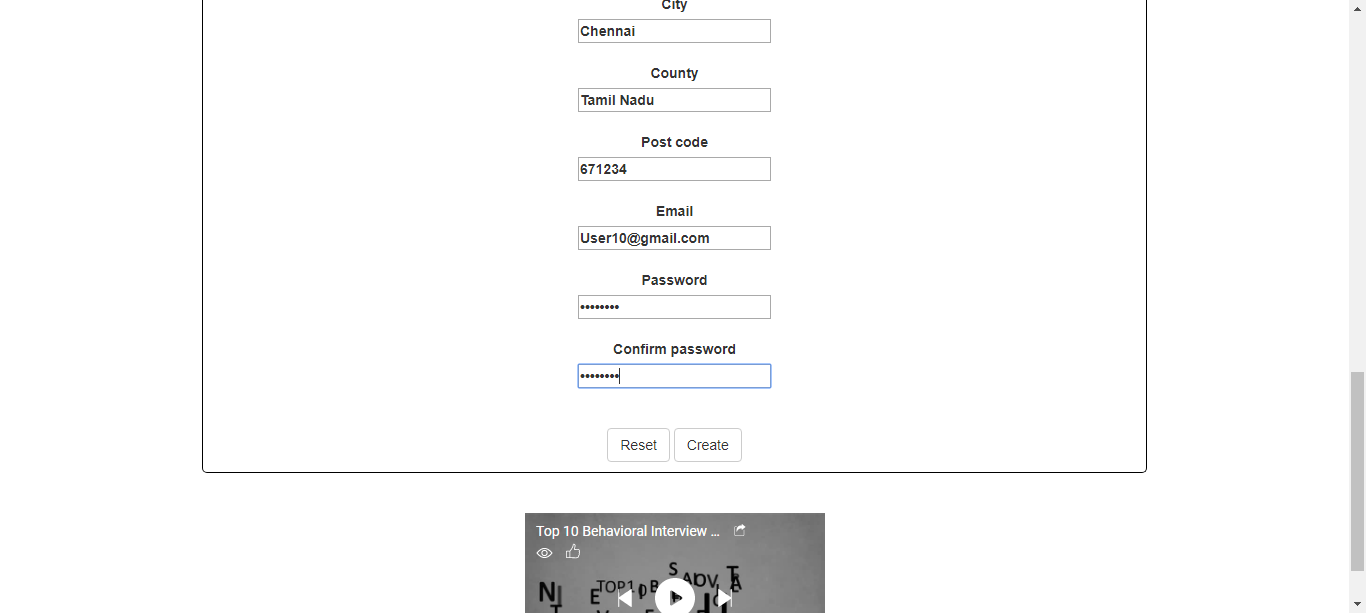 City
Chennai
County
Tamil Nadu
Post code
671234
Email
User10@gmail.com
Password
••••••••
Confirm password
••••••••
Reset Create
Top 10 Behavioral Interview ...